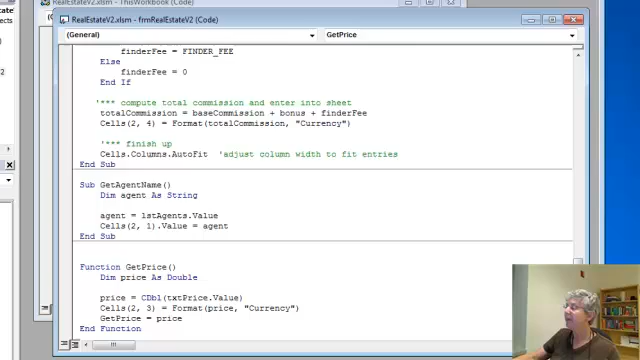 RealEstateV2.xlsm - ThisWorkbook (Code)
RealEstateV2.xlsm - frmRealEstateV2 (Code)
(General)
GetPrice
finderFee = FINDER_FEE
Else
finderFee = 0
End If
'*** compute total commission and enter into sheet
totalCommission = baseCommission + bonus + finderFee
Cells(2, 4) = Format(totalCommission, "Currency")
'*** finish up
Cells.Columns.AutoFit 'adjust column width to fit entries
End Sub
Sub GetAgentName()
Dim agent As String
agent = lstAgents.Value
Cells(2, 1).Value = agent
End Sub
Function GetPrice()
Dim price As Double
price = CDbl(txtPrice.Value)
Cells(2, 3) = Format(price, "Currency")
GetPrice = price
End Function